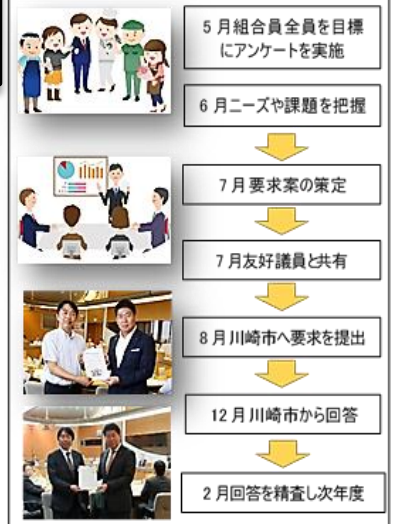 ５月組合員全員を目標
にアンケートを実施
６月ニーズや課題を把握
７月要求案の策定
７月友好議員と共有
８月川崎市へ要求を提出
12月川崎市から回答
２月回答を精査し次年度